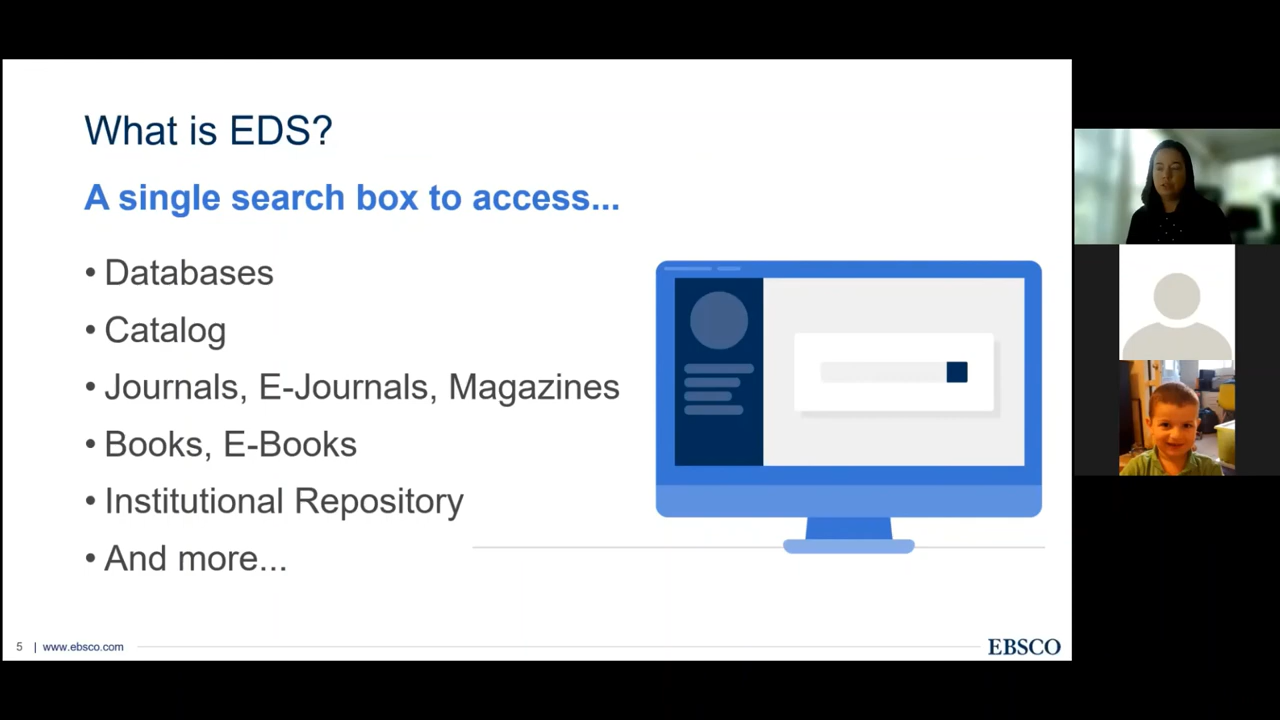 What is EDS?
A single search box to access...
• Databases
• Catalog
• Journals, E-Journals, Magazines
• Books, E-Books
• Institutional Repository
• And more...
5 | www.ebsco.com
EBSCO